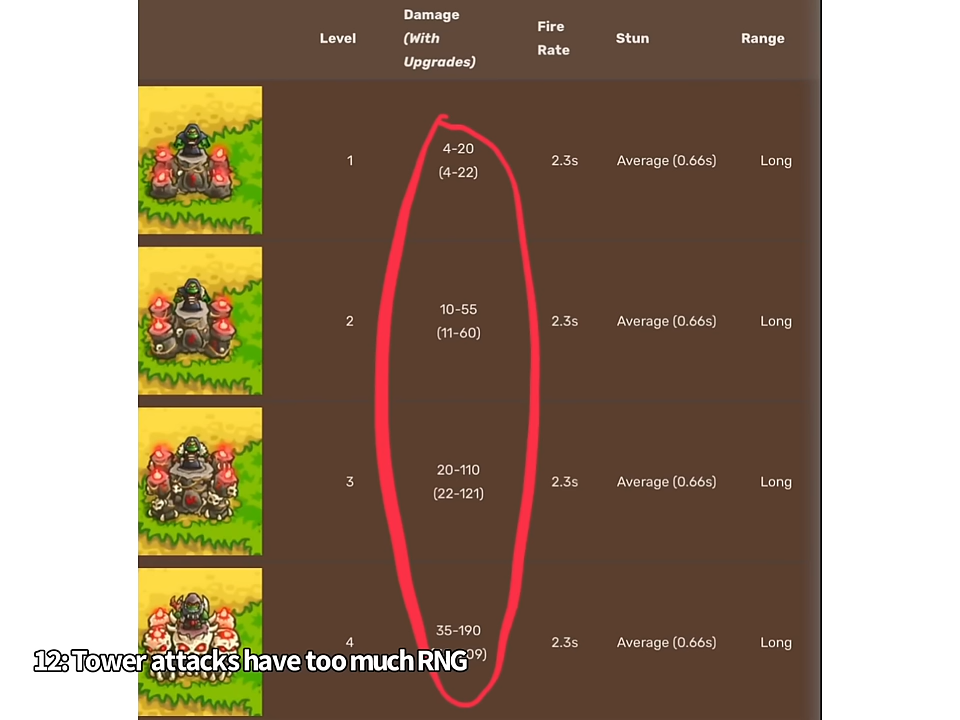 Level
Damage
(With
Upgrades)
Fire
Rate
Stun
Range
1
4-20
(4-22)
2.3s
Average (0.66s)
Long
2
10-55
(11-60)
2.3s
Average (0.66s)
Long
3
20-110
(22-121)
2.3s
Average (0.66s)
Long
4
35-190
09)
2.3s
Average (0.66s)
Long
12: Tower attacks have too much RNG